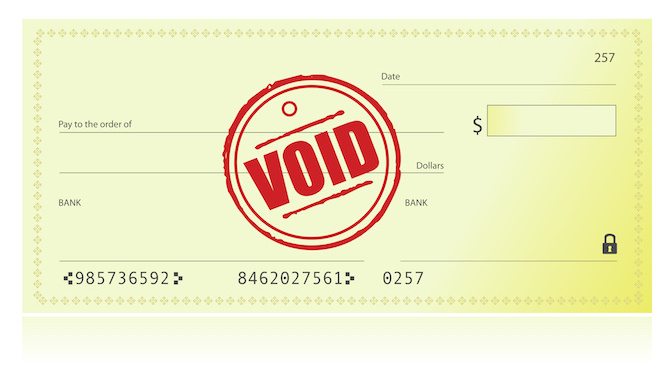 257
Date
Pay to the order of
$
VOID
Dollars
BANK BANK
985736592 8462027561 0257